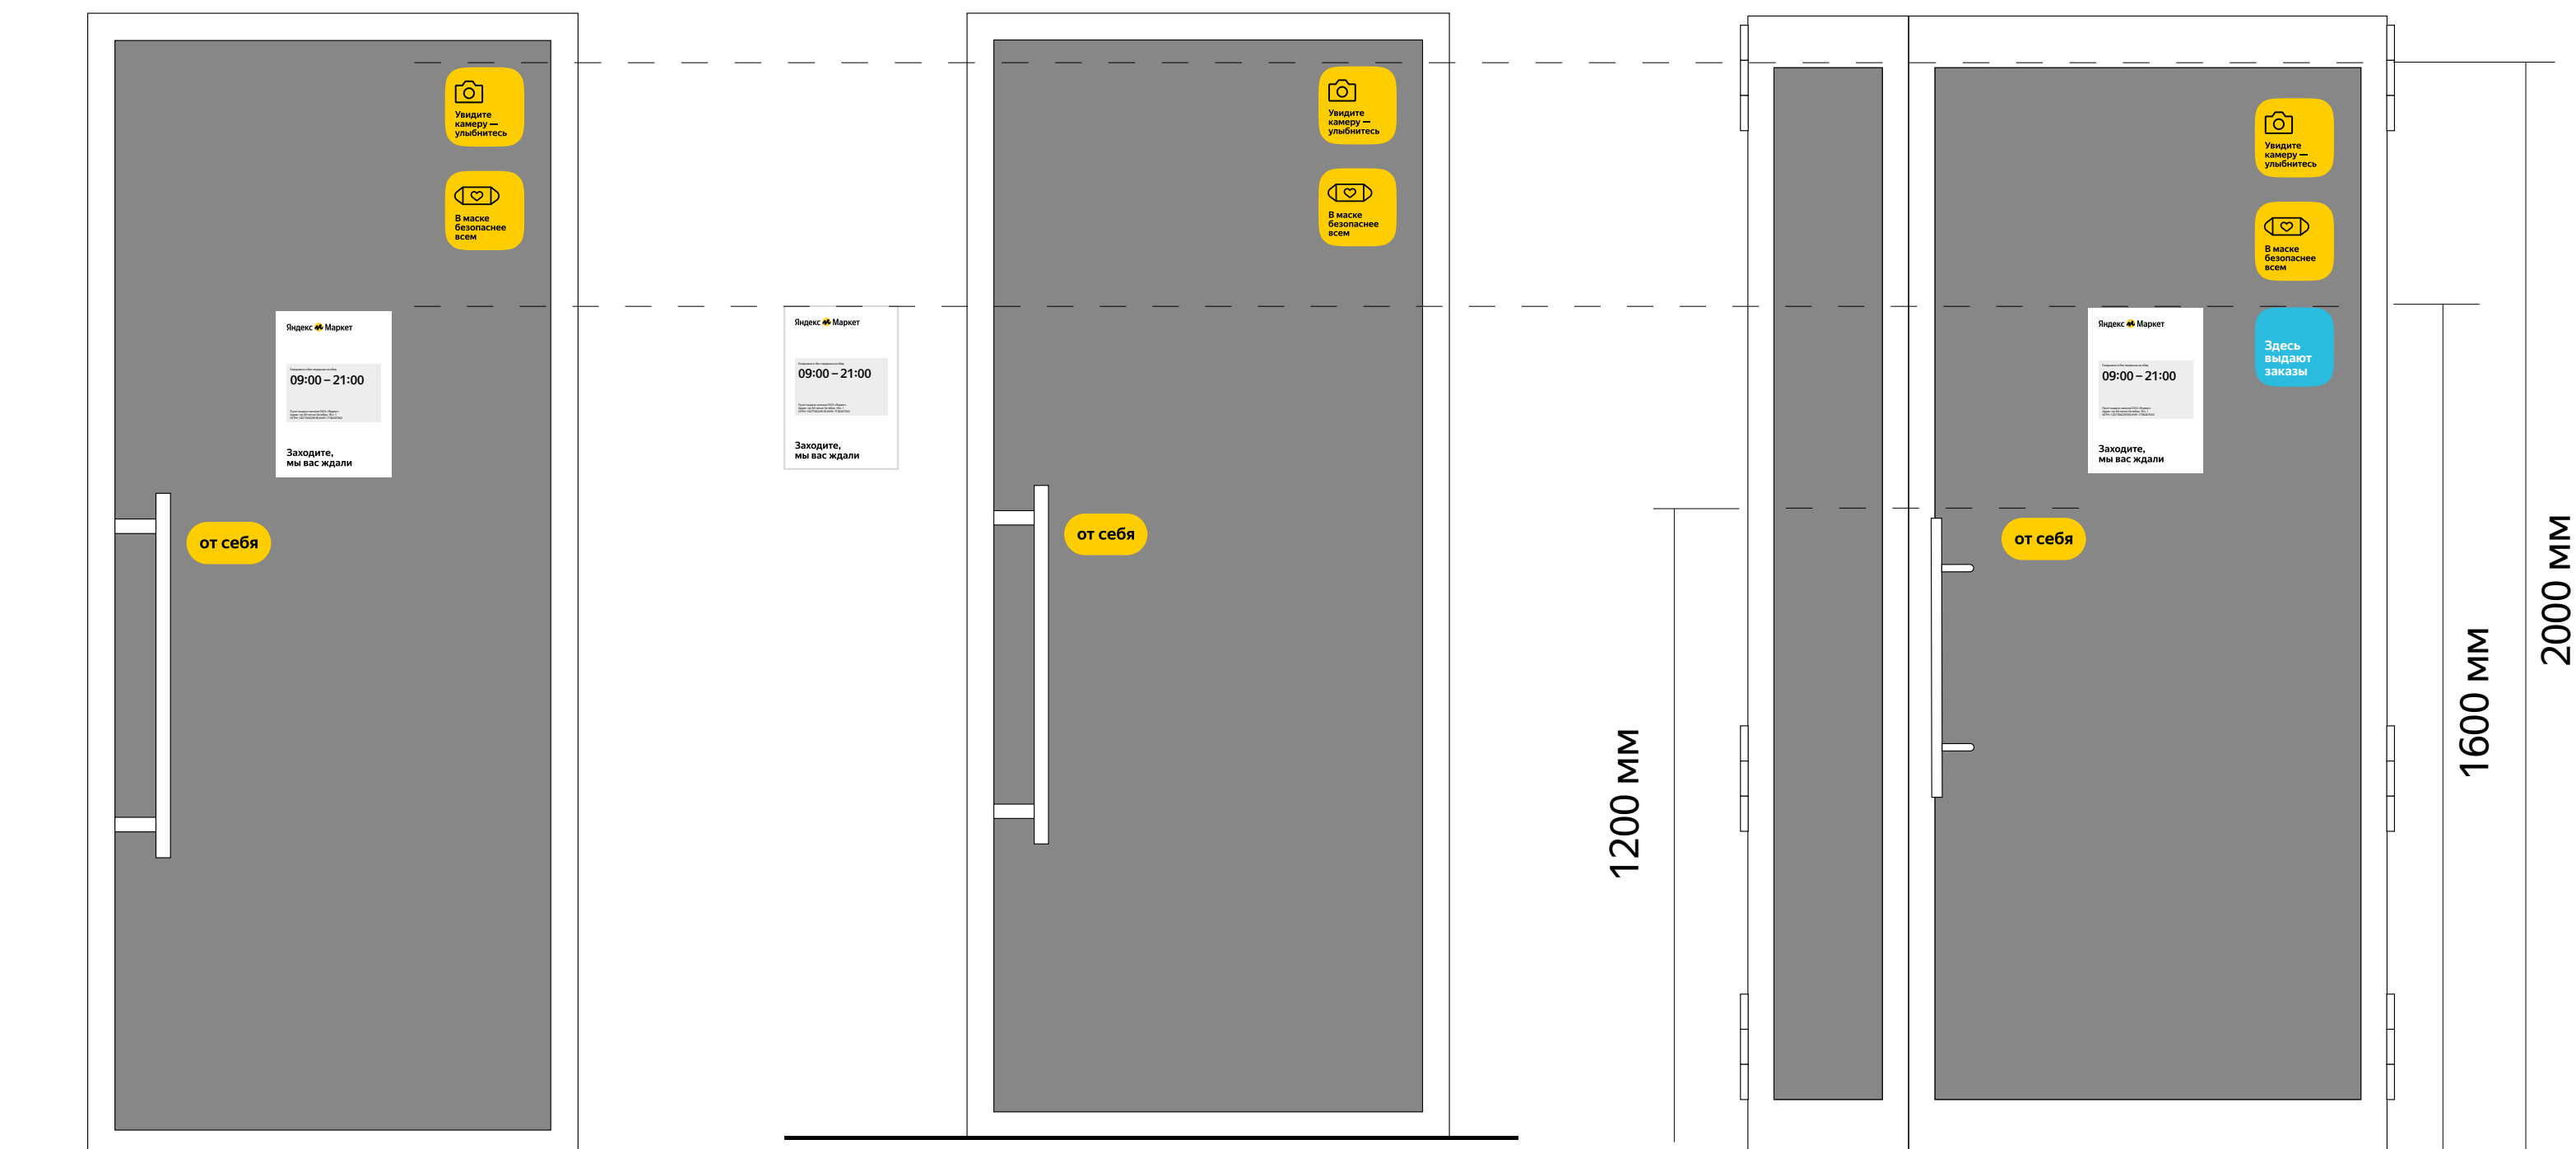 Увидите
камеру —
улыбнитесь
В маске
безопаснее
всем
Яндекс Маркет
09:00 – 21:00
Заходите,
мы вас ждали
от себя
Яндекс Маркет
09:00 – 21:00
Заходите,
мы вас ждали
Увидите
камеру —
улыбнитесь
В маске
безопаснее
всем
от себя
1200 мм
Увидите
камеру —
улыбнитесь
В маске
безопаснее
всем
Здесь
выдают
заказы
Яндекс Маркет
09:00 – 21:00
Заходите,
мы вас ждали
от себя
1600 мм
2000 мм